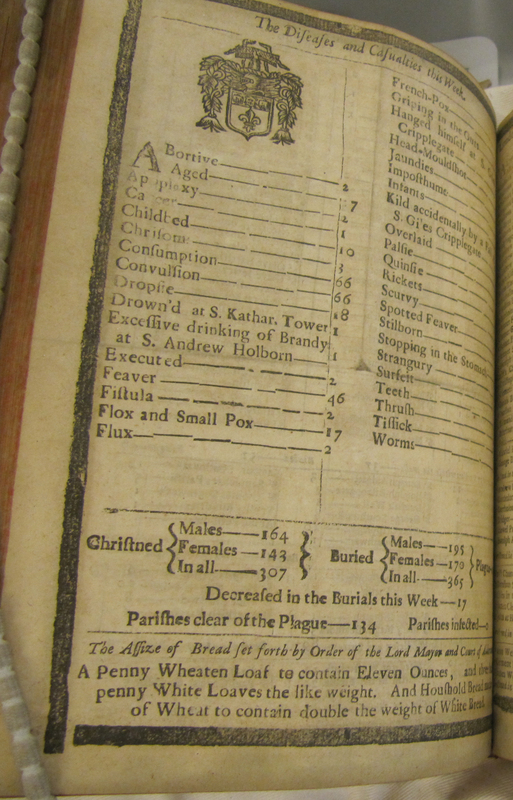 The Diseases and Casualties this Week.
ABortive — 2
Aged — 7
Apoplexy — 2
Cancer — 1
Childbed — 10
Chrisoms — 3
Consumption — 66
Convulsion — 66
Dropsie — 18
Drown'd at S. Kathar. Tower 1
Excessive drinking of Brandy
at S. Andrew Holborn — 1
Executed — 2
Feaver — 46
Fistula — 2
Flox and Small Pox — 17
Flux — 2
French-Pox
Griping in the Guts
Hanged himself at S.
Cripplegate
Head-Mouldshot
Jaundies
Imposthume
Infants
Kild accidentally by a
S. Giles Cripplegate
Overlaid
Palsie
Quinsie
Rickets
Scurvy
Spotted Feaver
Stilborn
Stopping in the Stomach
Strangury
Surfeit
Teeth
Thrush
Tissick
Worms
Christned { Males — 164 Females — 143 In all — 307 }
Buried { Males — 195 Females — 170 In all — 365 } Plague
Decreased in the Burials this Week — 17
Parishes clear of the Plague — 134 Parishes infected — 0
The Assize of Bread set forth by Order of the Lord Mayor and Court of
A Penny Wheaten Loaf to contain Eleven Ounces, and
penny White Loaves the like weight. And Houshold Bread
of Wheat to contain double the weight of White Bread.